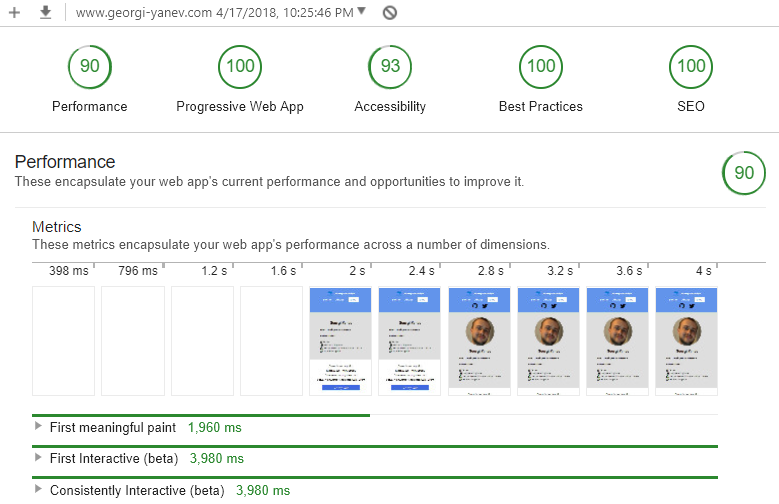 www.georgi-yanev.com 4/17/2018, 10:25:46 PM
90 100 93 100 100
Performance Progressive Web App Accessibility Best Practices SEO
Performance
These encapsulate your web app's current performance and opportunities to improve it.
90
Metrics
These metrics encapsulate your web app's performance across a number of dimensions.
398 ms 796 ms 1.2 s 1.6 s 2 s 2.4 s 2.8 s 3.2 s 3.6 s 4 s
First meaningful paint 1,960 ms
First Interactive (beta) 3,980 ms
Consistently Interactive (beta) 3,980 ms